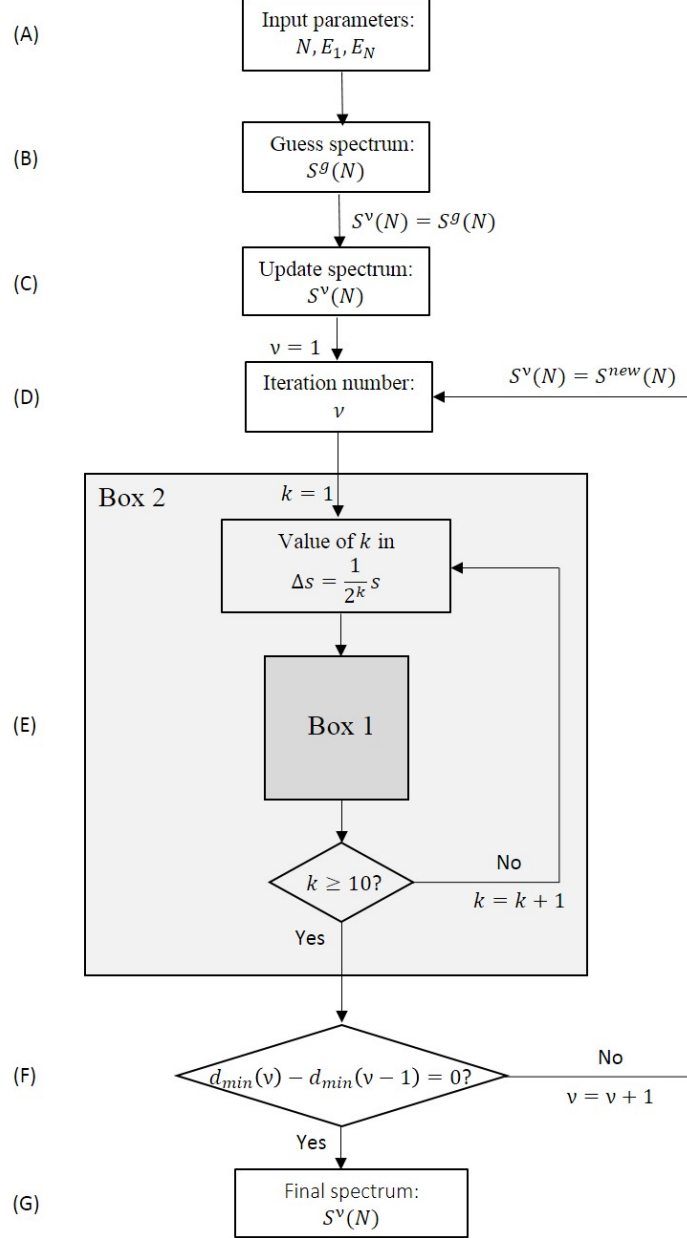 (A)
Input parameters:
N, E₁, E_N
(B)
Guess spectrum:
S^g(N)
S^ν(N) = S^g(N)
(C)
Update spectrum:
S^ν(N)
ν = 1
(D)
Iteration number:
ν
S^ν(N) = S^new(N)
Box 2
k = 1
Value of k in
Δs = 1/2^k s
(E)
Box 1
k ≥ 10?
No
k = k + 1
Yes
(F)
d_min(ν) − d_min(ν − 1) = 0?
No
ν = ν + 1
Yes
(G)
Final spectrum:
S^ν(N)